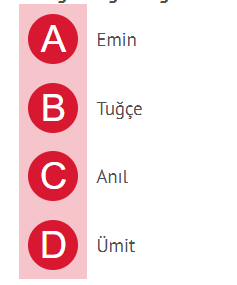 A Emin
B Tuğçe
C Anıl
D Ümit